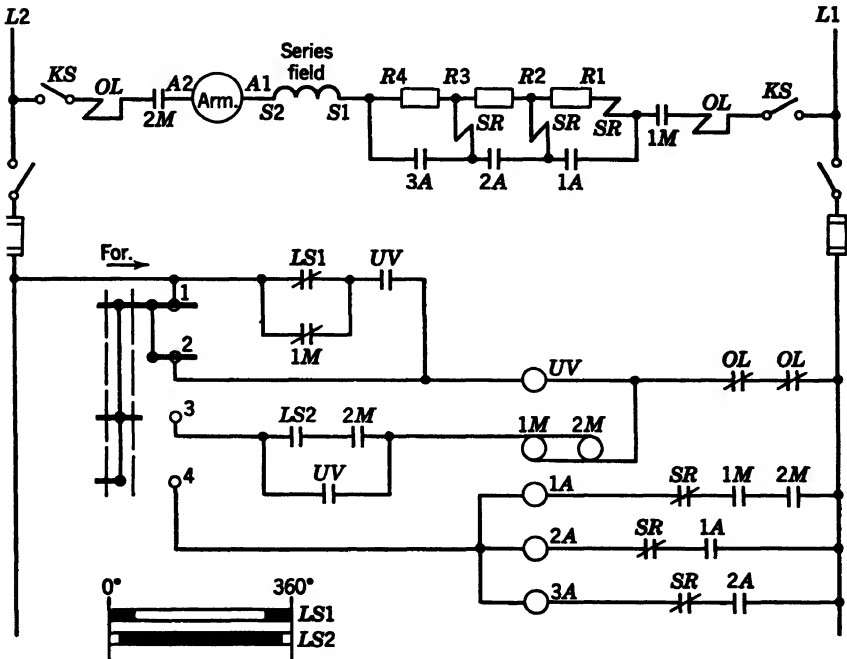 L2
L1
Series
field
KS
OL
2M
A2
Arm.
A1
S2
S1
R4
R3
R2
R1
SR
SR
SR
3A
2A
1A
1M
OL
KS
For.
LS1
UV
1
1M
2
UV
OL
OL
3
LS2
2M
1M
2M
UV
4
1A
SR
1M
2M
2A
SR
1A
3A
SR
2A
0°
360°
LS1
LS2